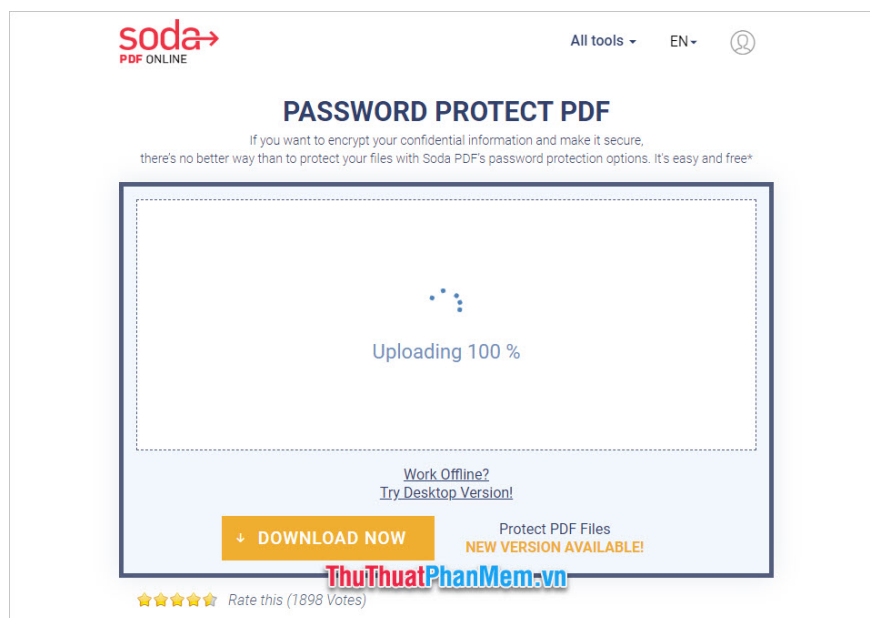 soda
PDF ONLINE
All tools
EN
PASSWORD PROTECT PDF
If you want to encrypt your confidential information and make it secure,
there's no better way than to protect your files with Soda PDF's password protection options. It's easy and free*
Uploading 100 %
Work Offline?
Try Desktop Version!
DOWNLOAD NOW
Protect PDF Files
NEW VERSION AVAILABLE!
ThuThuatPhanMem.vn
Rate this (1898 Votes)